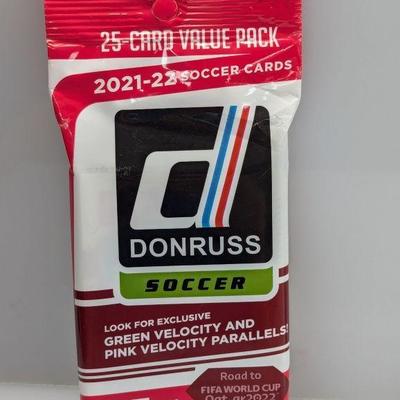 25-CARD VALUE PACK
2021-22 SOCCER CARDS
d
DONRUSS
SOCCER
LOOK FOR EXCLUSIVE
GREEN VELOCITY AND
PINK VELOCITY PARALLELS!
Road to
FIFA WORLD CUP
Qatar2022